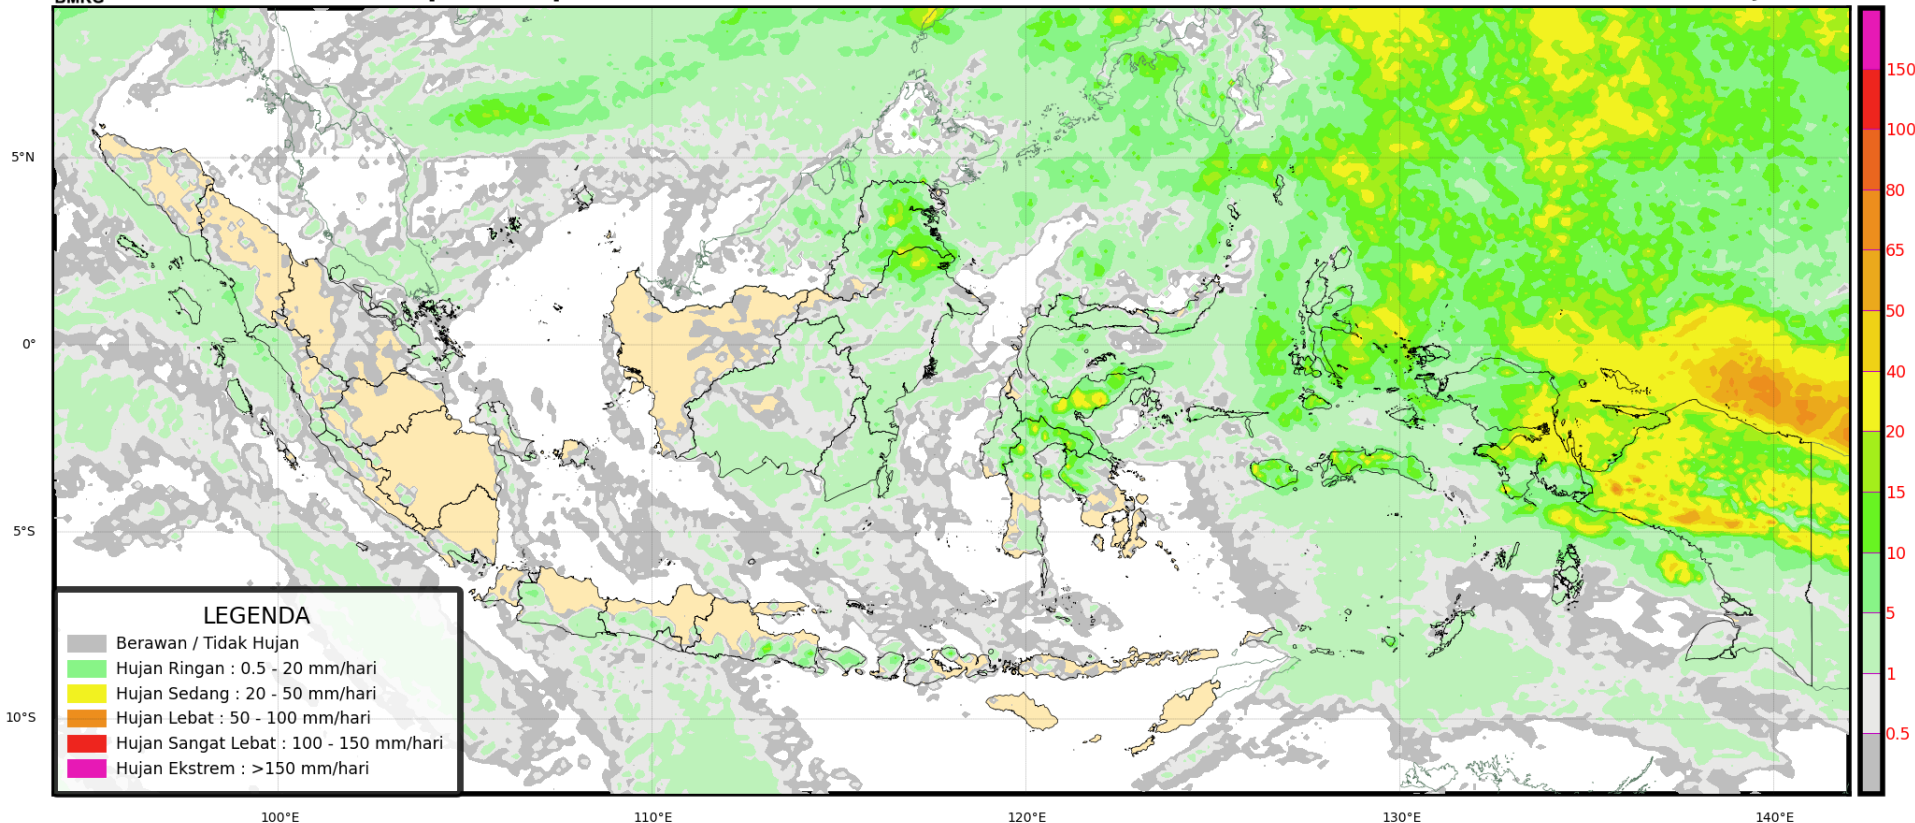 BMKG
5°N
0°
5°S
10°S
100°E
110°E
120°E
130°E
140°E
LEGENDA
Berawan / Tidak Hujan
Hujan Ringan : 0.5 - 20 mm/hari
Hujan Sedang : 20 - 50 mm/hari
Hujan Lebat : 50 - 100 mm/hari
Hujan Sangat Lebat : 100 - 150 mm/hari
Hujan Ekstrem : >150 mm/hari
150
100
80
65
50
40
20
15
10
5
1
0.5